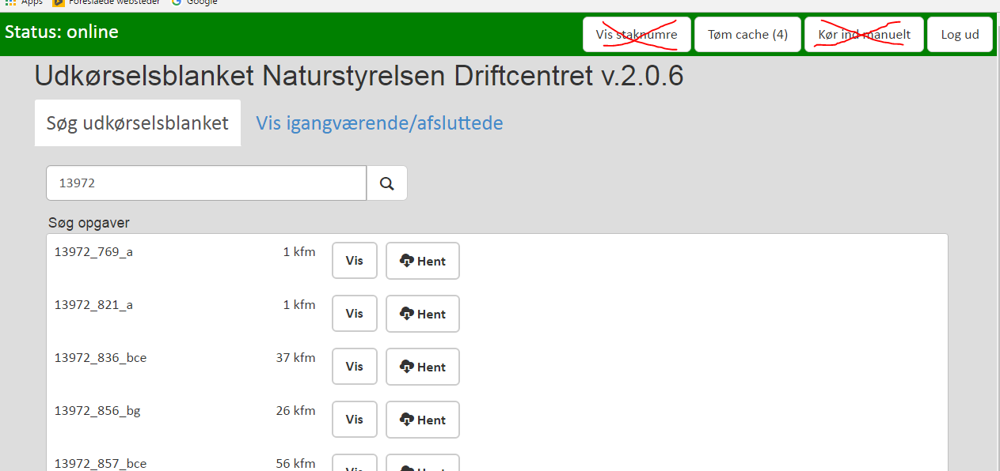 Apps Foreslåede websteder Google
Status: online Vis staknumre Tøm cache (4) Kør ind manuelt Log ud
Udkørselsblanket Naturstyrelsen Driftcentret v.2.0.6
Søg udkørselsblanket Vis igangværende/afsluttede
13972
Søg opgaver
13972_769_a 1 kfm Vis Hent
13972_821_a 1 kfm Vis Hent
13972_836_bce 37 kfm Vis Hent
13972_856_bg 26 kfm Vis Hent
13972_857_bce 56 kfm Vis Hent